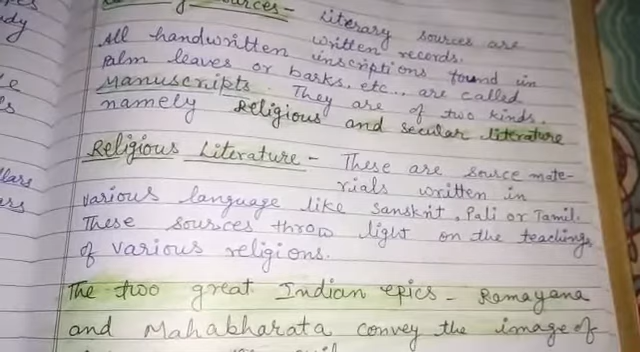 sources - Literary sources are
written records.
All handwritten inscriptions found in
palm leaves or barks, etc.. are called
manuscripts. They are of two kinds.
namely Religious and secular literature
Religious Literature - These are source mate-
rials written in
various language like Sanskrit, Pali or Tamil.
These sources throw light on the teachings
of various religions.
The two great Indian epics - Ramayana
and Mahabharata convey the image of